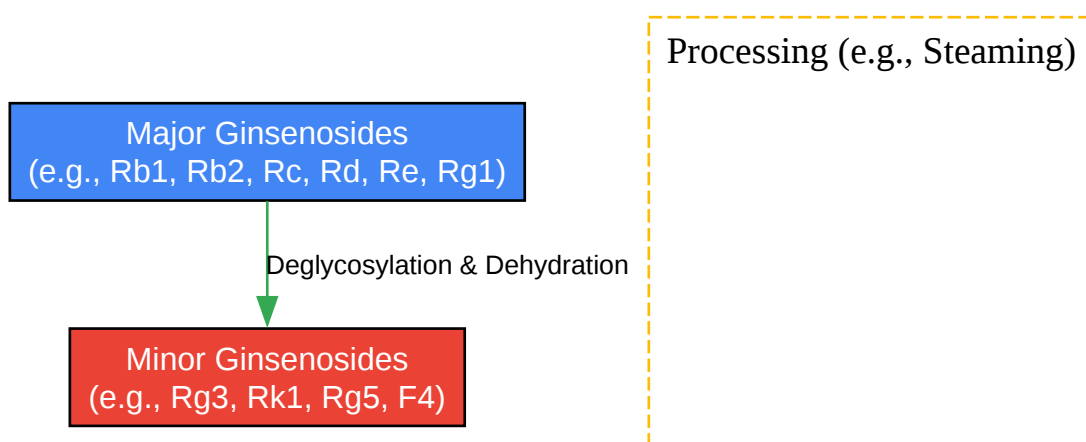 Processing (e.g., Steaming)
Major Ginsenosides
(e.g., Rb1, Rb2, Rc, Rd, Re, Rg1)
Deglycosylation & Dehydration
Minor Ginsenosides
(e.g., Rg3, Rk1, Rg5, F4)